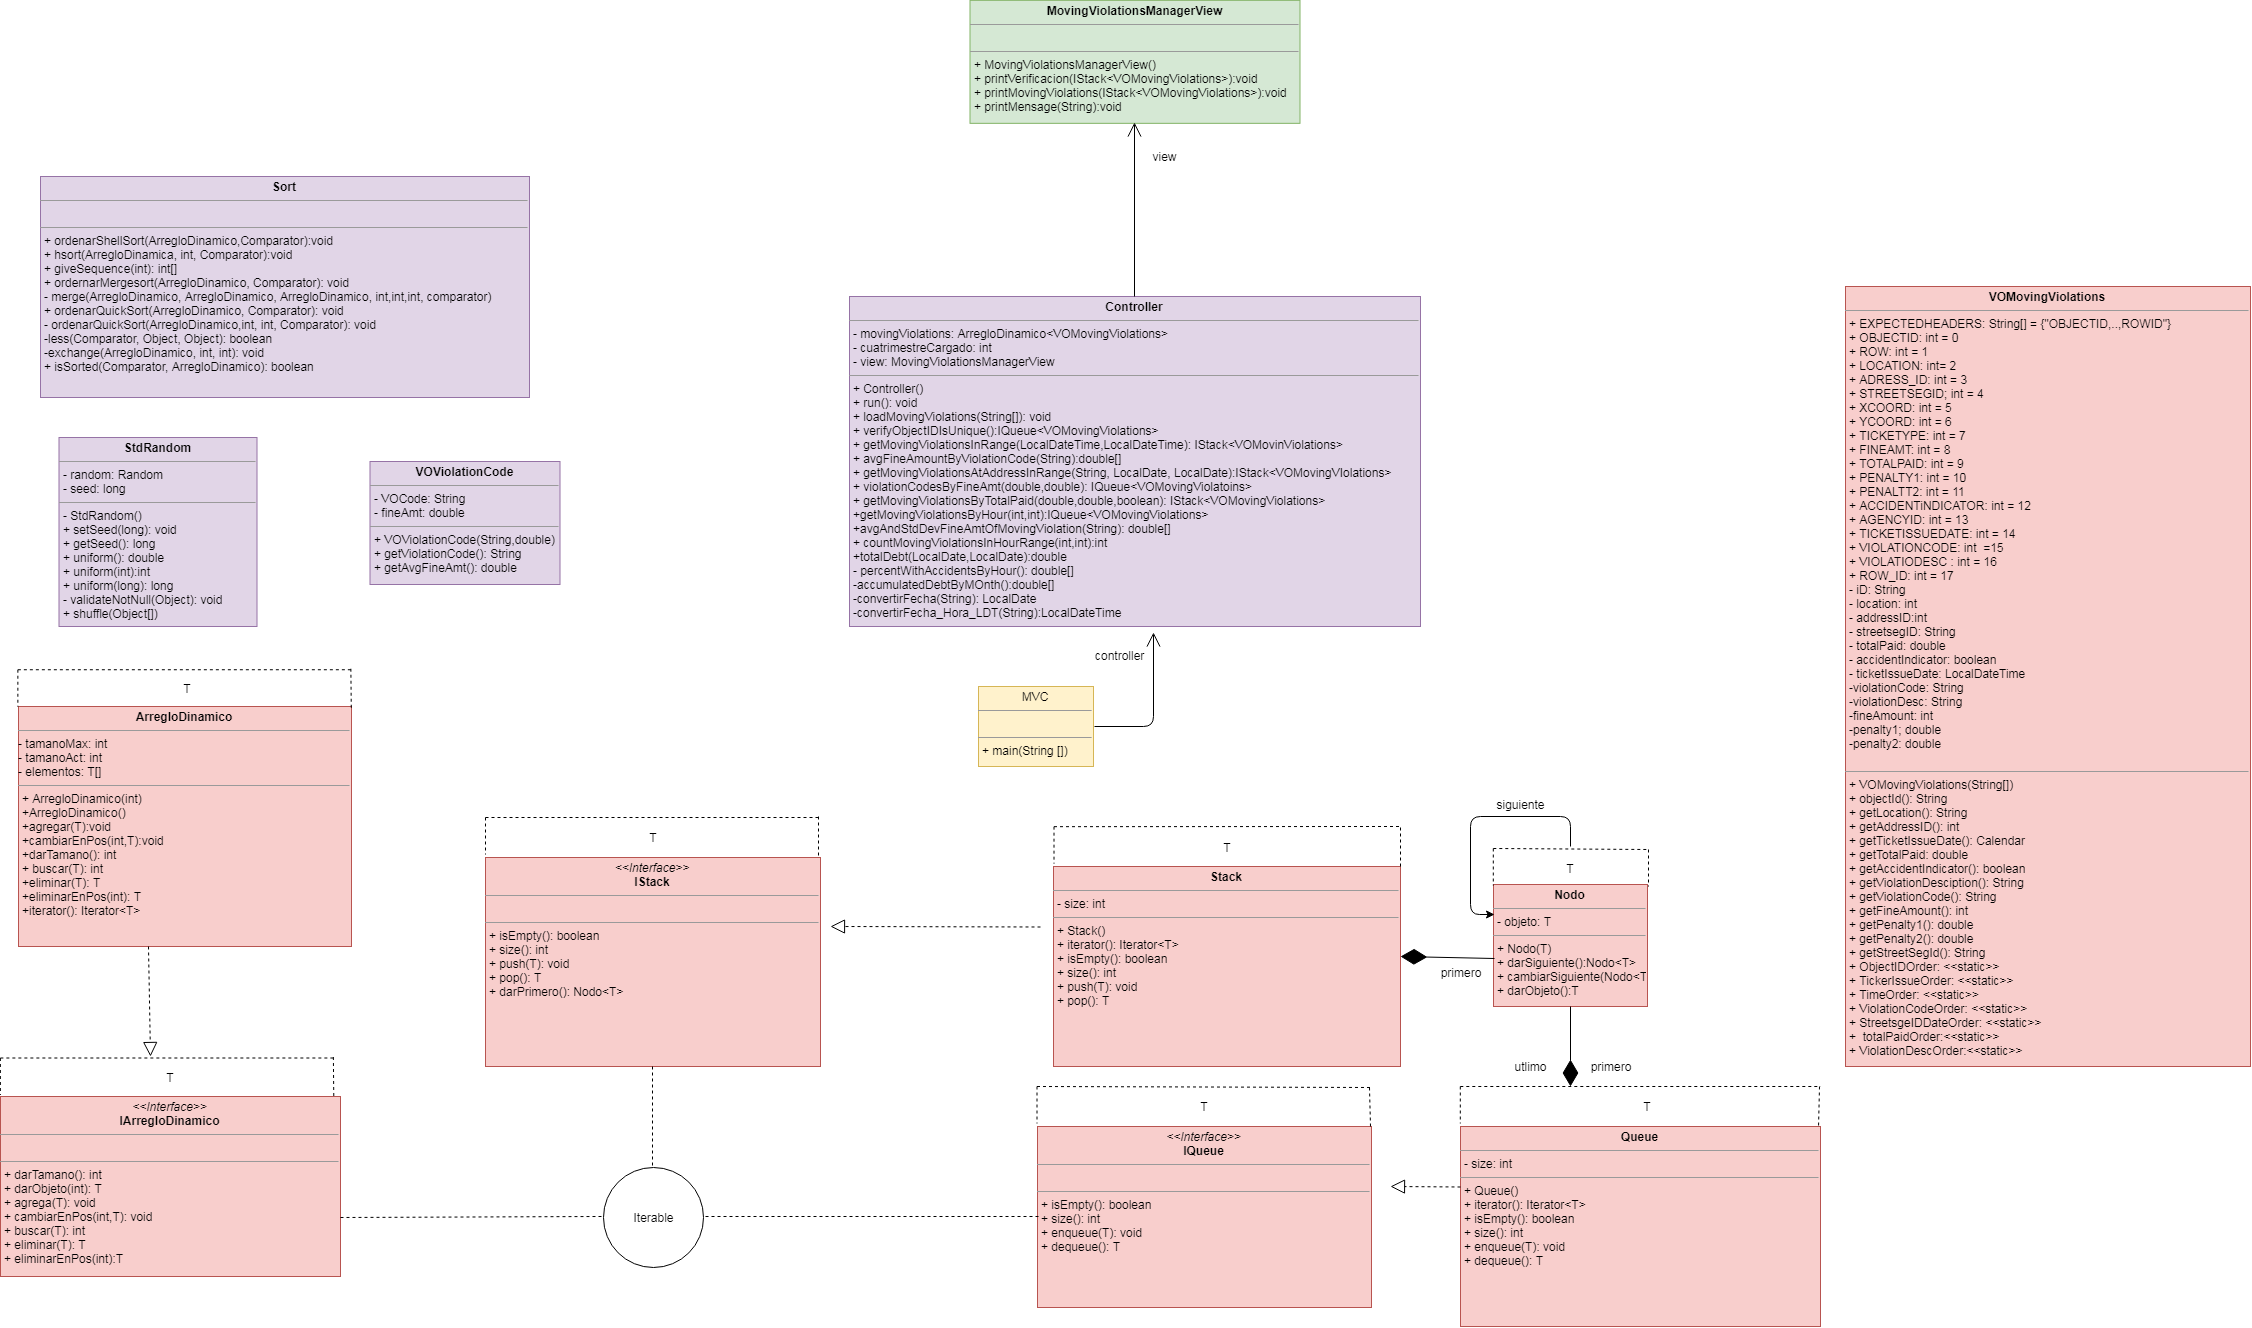 MovingViolationsManagerView
+ MovingViolationsManagerView()
+ printVerificacion(IStack<VOMovingViolations>):void
+ printMovingViolations(IStack<VOMovingViolations>):void
+ printMensage(String):void
view
Sort
+ ordenarShellSort(ArregloDinamico,Comparator):void
+ hsort(ArregloDinamica, int, Comparator):void
+ giveSequence(int): int[]
+ ordernarMergesort(ArregloDinamico, Comparator): void
- merge(ArregloDinamico, ArregloDinamico, ArregloDinamico, int,int,int, comparator)
+ ordenarQuickSort(ArregloDinamico, Comparator): void
- ordenarQuickSort(ArregloDinamico,int, int, Comparator): void
-less(Comparator, Object, Object): boolean
-exchange(ArregloDinamico, int, int): void
+ isSorted(Comparator, ArregloDinamico): boolean
StdRandom
- random: Random
- seed: long
- StdRandom()
+ setSeed(long): void
+ getSeed(): long
+ uniform(): double
+ uniform(int):int
+ uniform(long): long
- validateNotNull(Object): void
+ shuffle(Object[])
VOViolationCode
- VOCode: String
- fineAmt: double
+ VOViolationCode(String,double)
+ getViolationCode(): String
+ getAvgFineAmt(): double
Controller
- movingViolations: ArregloDinamico<VOMovingViolations>
- cuatrimestreCargado: int
- view: MovingViolationsManagerView
+ Controller()
+ run(): void
+ loadMovingViolations(String[]): void
+ verifyObjectIDIsUnique():IQueue<VOMovingViolations>
+ getMovingViolationsInRange(LocalDateTime,LocalDateTime): IStack<VOMovinViolations>
+ avgFineAmountByViolationCode(String):double[]
+ getMovingViolationsAtAddressInRange(String, LocalDate, LocalDate):IStack<VOMovingVIolations>
+ violationCodesByFineAmt(double,double): IQueue<VOMovingViolatoins>
+ getMovingViolationsByTotalPaid(double,double,boolean): IStack<VOMovingViolations>
+getMovingViolationsByHour(int,int):IQueue<VOMovingViolations>
+avgAndStdDevFineAmtOfMovingViolation(String): double[]
+ countMovingViolationsInHourRange(int,int):int
+totalDebt(LocalDate,LocalDate):double
- percentWithAccidentsByHour(): double[]
-accumulatedDebtByMOnth():double[]
-convertirFecha(String): LocalDate
-convertirFecha_Hora_LDT(String):LocalDateTime
controller
MVC
+ main(String [])
VOMovingViolations
+ EXPECTEDHEADERS: String[] = {"OBJECTID,..,ROWID"}
+ OBJECTID: int = 0
+ ROW: int = 1
+ LOCATION: int= 2
+ ADRESS_ID: int = 3
+ STREETSEGID; int = 4
+ XCOORD: int = 5
+ YCOORD: int = 6
+ TICKETYPE: int = 7
+ FINEAMT: int = 8
+ TOTALPAID: int = 9
+ PENALTY1: int = 10
+ PENALTT2: int = 11
+ ACCIDENTiNDICATOR: int = 12
+ AGENCYID: int = 13
+ TICKETISSUEDATE: int = 14
+ VIOLATIONCODE: int =15
+ VIOLATIODESC : int = 16
+ ROW_ID: int = 17
- iD: String
- location: int
- addressID:int
- streetsegID: String
- totalPaid: double
- accidentIndicator: boolean
- ticketIssueDate: LocalDateTime
-violationCode: String
-violationDesc: String
-fineAmount: int
-penalty1; double
-penalty2: double
+ VOMovingViolations(String[])
+ objectId(): String
+ getLocation(): String
+ getAddressID(): int
+ getTicketIssueDate(): Calendar
+ getTotalPaid: double
+ getAccidentIndicator(): boolean
+ getViolationDesciption(): String
+ getViolationCode(): String
+ getFineAmount(): int
+ getPenalty1(): double
+ getPenalty2(): double
+ getStreetSegId(): String
+ ObjectIDOrder: <<static>>
+ TickerIssueOrder: <<static>>
+ TimeOrder: <<static>>
+ ViolationCodeOrder: <<static>>
+ StreetsgeIDDateOrder: <<static>>
+ totalPaidOrder:<<static>>
+ ViolationDescOrder:<<static>>
T
ArregloDinamico
- tamanoMax: int
- tamanoAct: int
- elementos: T[]
+ ArregloDinamico(int)
+ArregloDinamico()
+agregar(T):void
+cambiarEnPos(int,T):void
+darTamano(): int
+ buscar(T): int
+eliminar(T): T
+eliminarEnPos(int): T
+iterator(): Iterator<T>
T
<<Interface>>
IStack
+ isEmpty(): boolean
+ size(): int
+ push(T): void
+ pop(): T
+ darPrimero(): Nodo<T>
T
Stack
- size: int
+ Stack()
+ iterator(): Iterator<T>
+ isEmpty(): boolean
+ size(): int
+ push(T): void
+ pop(): T
siguiente
T
Nodo
- objeto: T
+ Nodo(T)
+ darSiguiente():Nodo<T>
+ cambiarSiguiente(Nodo<T
+ darObjeto():T
primero
utlimo
primero
T
<<Interface>>
IArregloDinamico
+ darTamano(): int
+ darObjeto(int): T
+ agrega(T): void
+ cambiarEnPos(int,T): void
+ buscar(T): int
+ eliminar(T): T
+ eliminarEnPos(int):T
Iterable
T
<<Interface>>
IQueue
+ isEmpty(): boolean
+ size(): int
+ enqueue(T): void
+ dequeue(): T
T
Queue
- size: int
+ Queue()
+ iterator(): Iterator<T>
+ isEmpty(): boolean
+ size(): int
+ enqueue(T): void
+ dequeue(): T